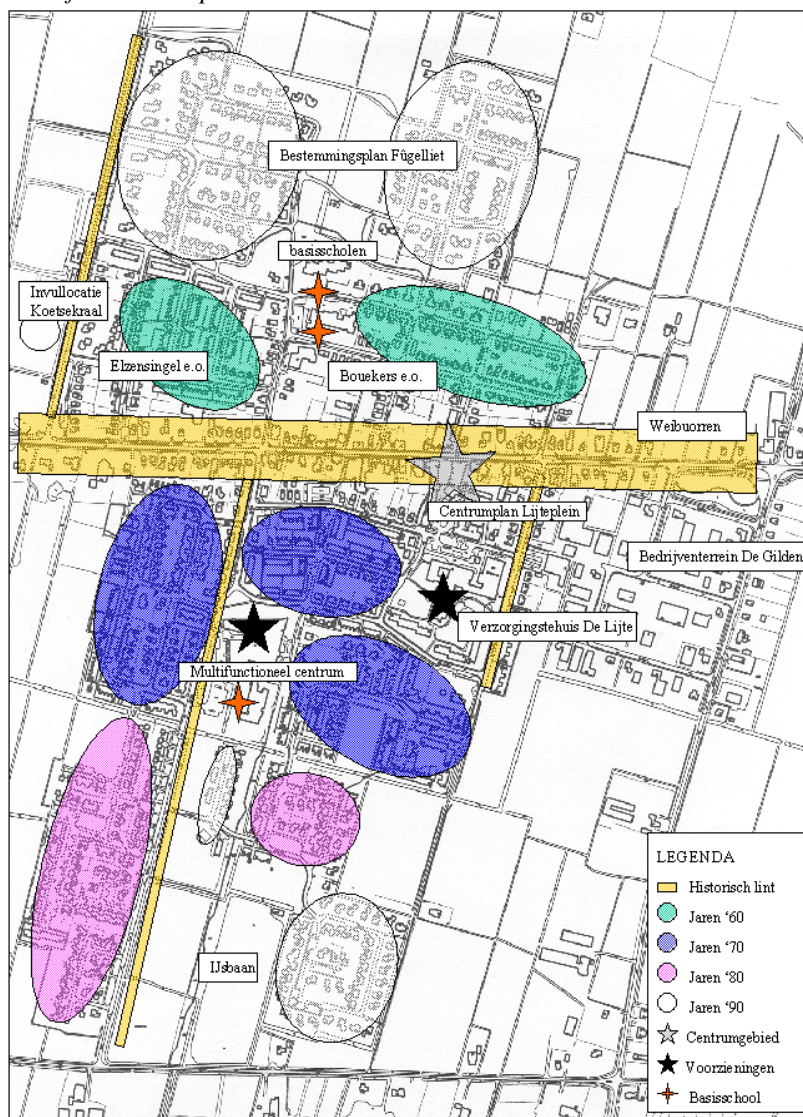 Bestemmingsplan Fûgelliet
basisscholen
Invullocatie
Koetsekraal
Elzensingel e.o.
Bouekers e.o.
Weibuorren
Centrumplan Lijteplein
Bedrijventerrein De Gilden
Verzorgingstehuis De Lijte
Multifunctioneel centrum
IJsbaan
LEGENDA
Historisch lint
Jaren ‘60
Jaren ‘70
Jaren ‘80
Jaren ‘90
Centrumgebied
Voorzieningen
Basisschool